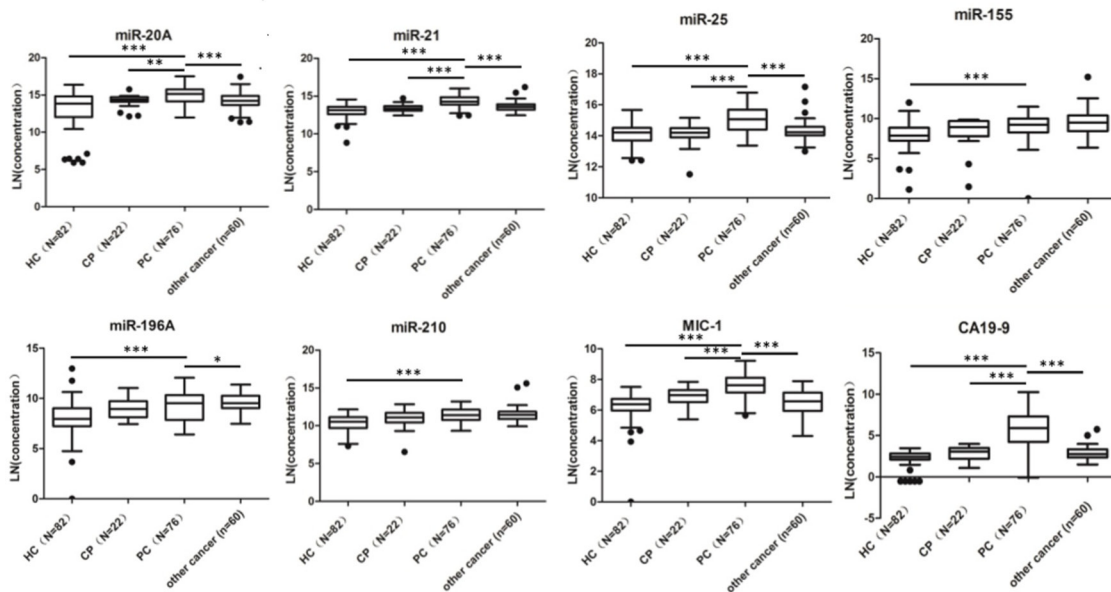 miR-20A
***
** ***
LN(concentration)
20
15
10
5
0
HC（N=82）
CP（N=22）
PC（N=76）
other cancer (n=60)
miR-21
***
*** ***
LN(concentration)
20
15
10
5
0
HC（N=82）
CP（N=22）
PC（N=76）
other cancer (n=60)
miR-25
***
*** ***
LN(concentration)
20
18
16
14
12
10
HC（N=82）
CP（N=22）
PC（N=76）
other cancer (n=60)
miR-155
***
LN(concentration)
20
15
10
5
0
HC（N=82）
CP（N=22）
PC（N=76）
other cancer (n=60)
miR-196A
*** *
LN(concentration)
15
10
5
0
HC（N=82）
CP（N=22）
PC（N=76）
other cancer (n=60)
miR-210
***
LN(concentration)
20
15
10
5
0
HC（N=82）
CP（N=22）
PC（N=76）
other cancer (n=60)
MIC-1
***
*** ***
LN(concentration)
10
8
6
4
2
0
HC（N=82）
CP（N=22）
PC（N=76）
other cancer (n=60)
CA19-9
***
*** ***
LN(concentration)
15
10
5
0
-5
HC（N=82）
CP（N=22）
PC（N=76）
other cancer (n=60)